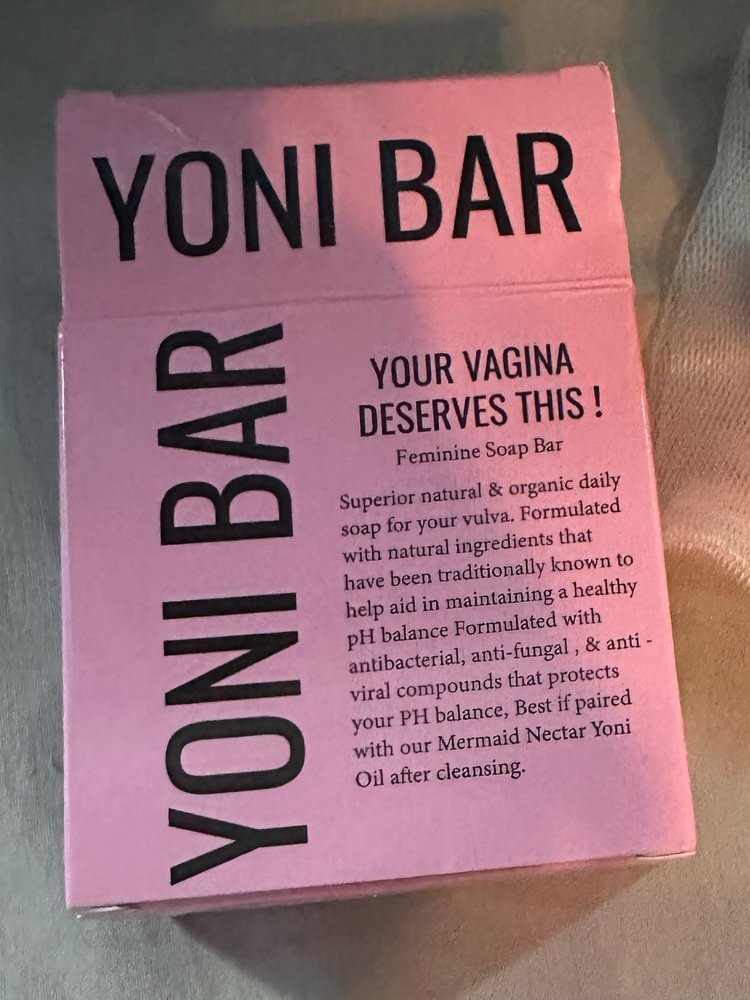 YONI BAR
YONI BAR
YOUR VAGINA
DESERVES THIS !
Feminine Soap Bar
Superior natural & organic daily
soap for your vulva. Formulated
with natural ingredients that
have been traditionally known to
help aid in maintaining a healthy
pH balance Formulated with
antibacterial, anti-fungal , & anti -
viral compounds that protects
your PH balance, Best if paired
with our Mermaid Nectar Yoni
Oil after cleansing.